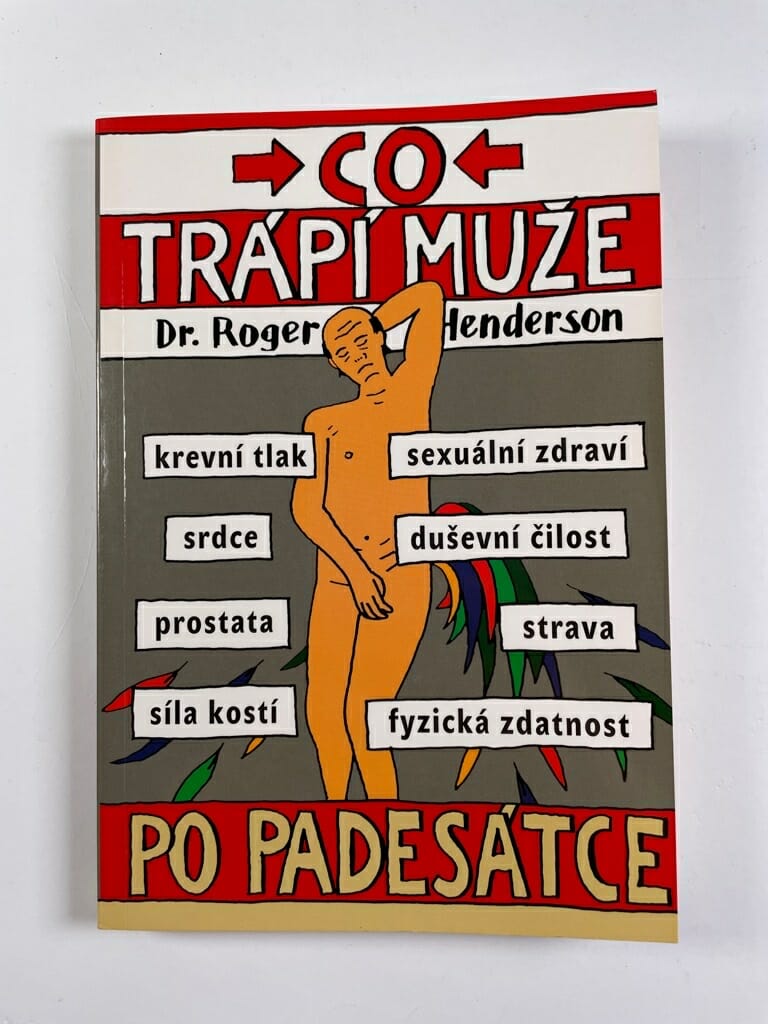 CO
TRÁPÍ MUŽE
Dr. Roger Henderson
krevní tlak
sexuální zdraví
srdce
duševní čilost
prostata
strava
síla kostí
fyzická zdatnost
PO PADESÁTCE